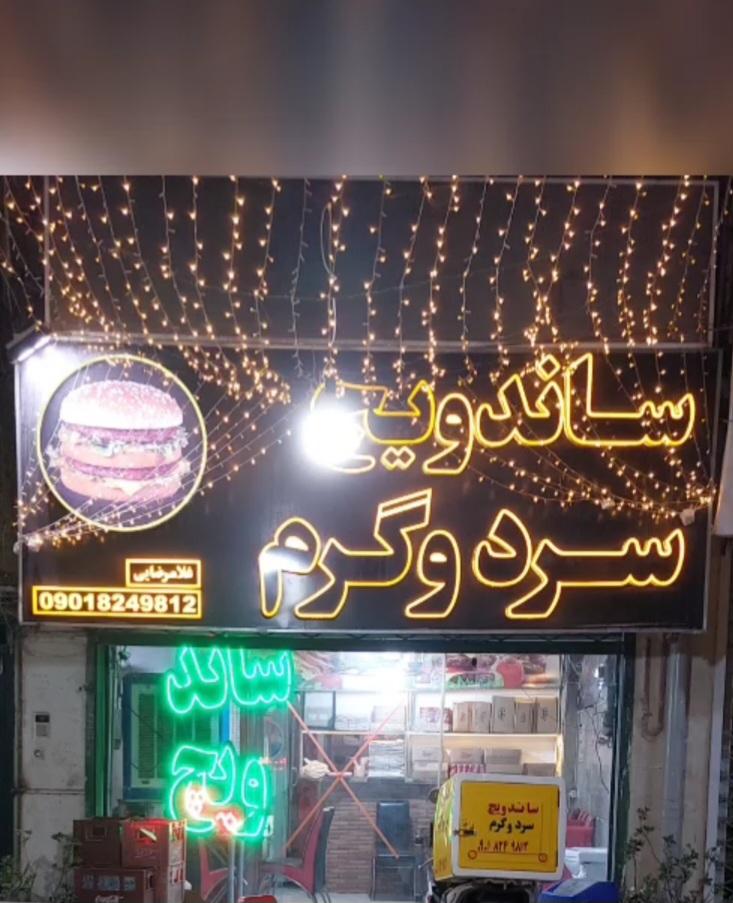 ساندویچ
سرد و گرم
غلامرضایی
09018249812
ساند
ویچ
ساندویچ
سرد و گرم